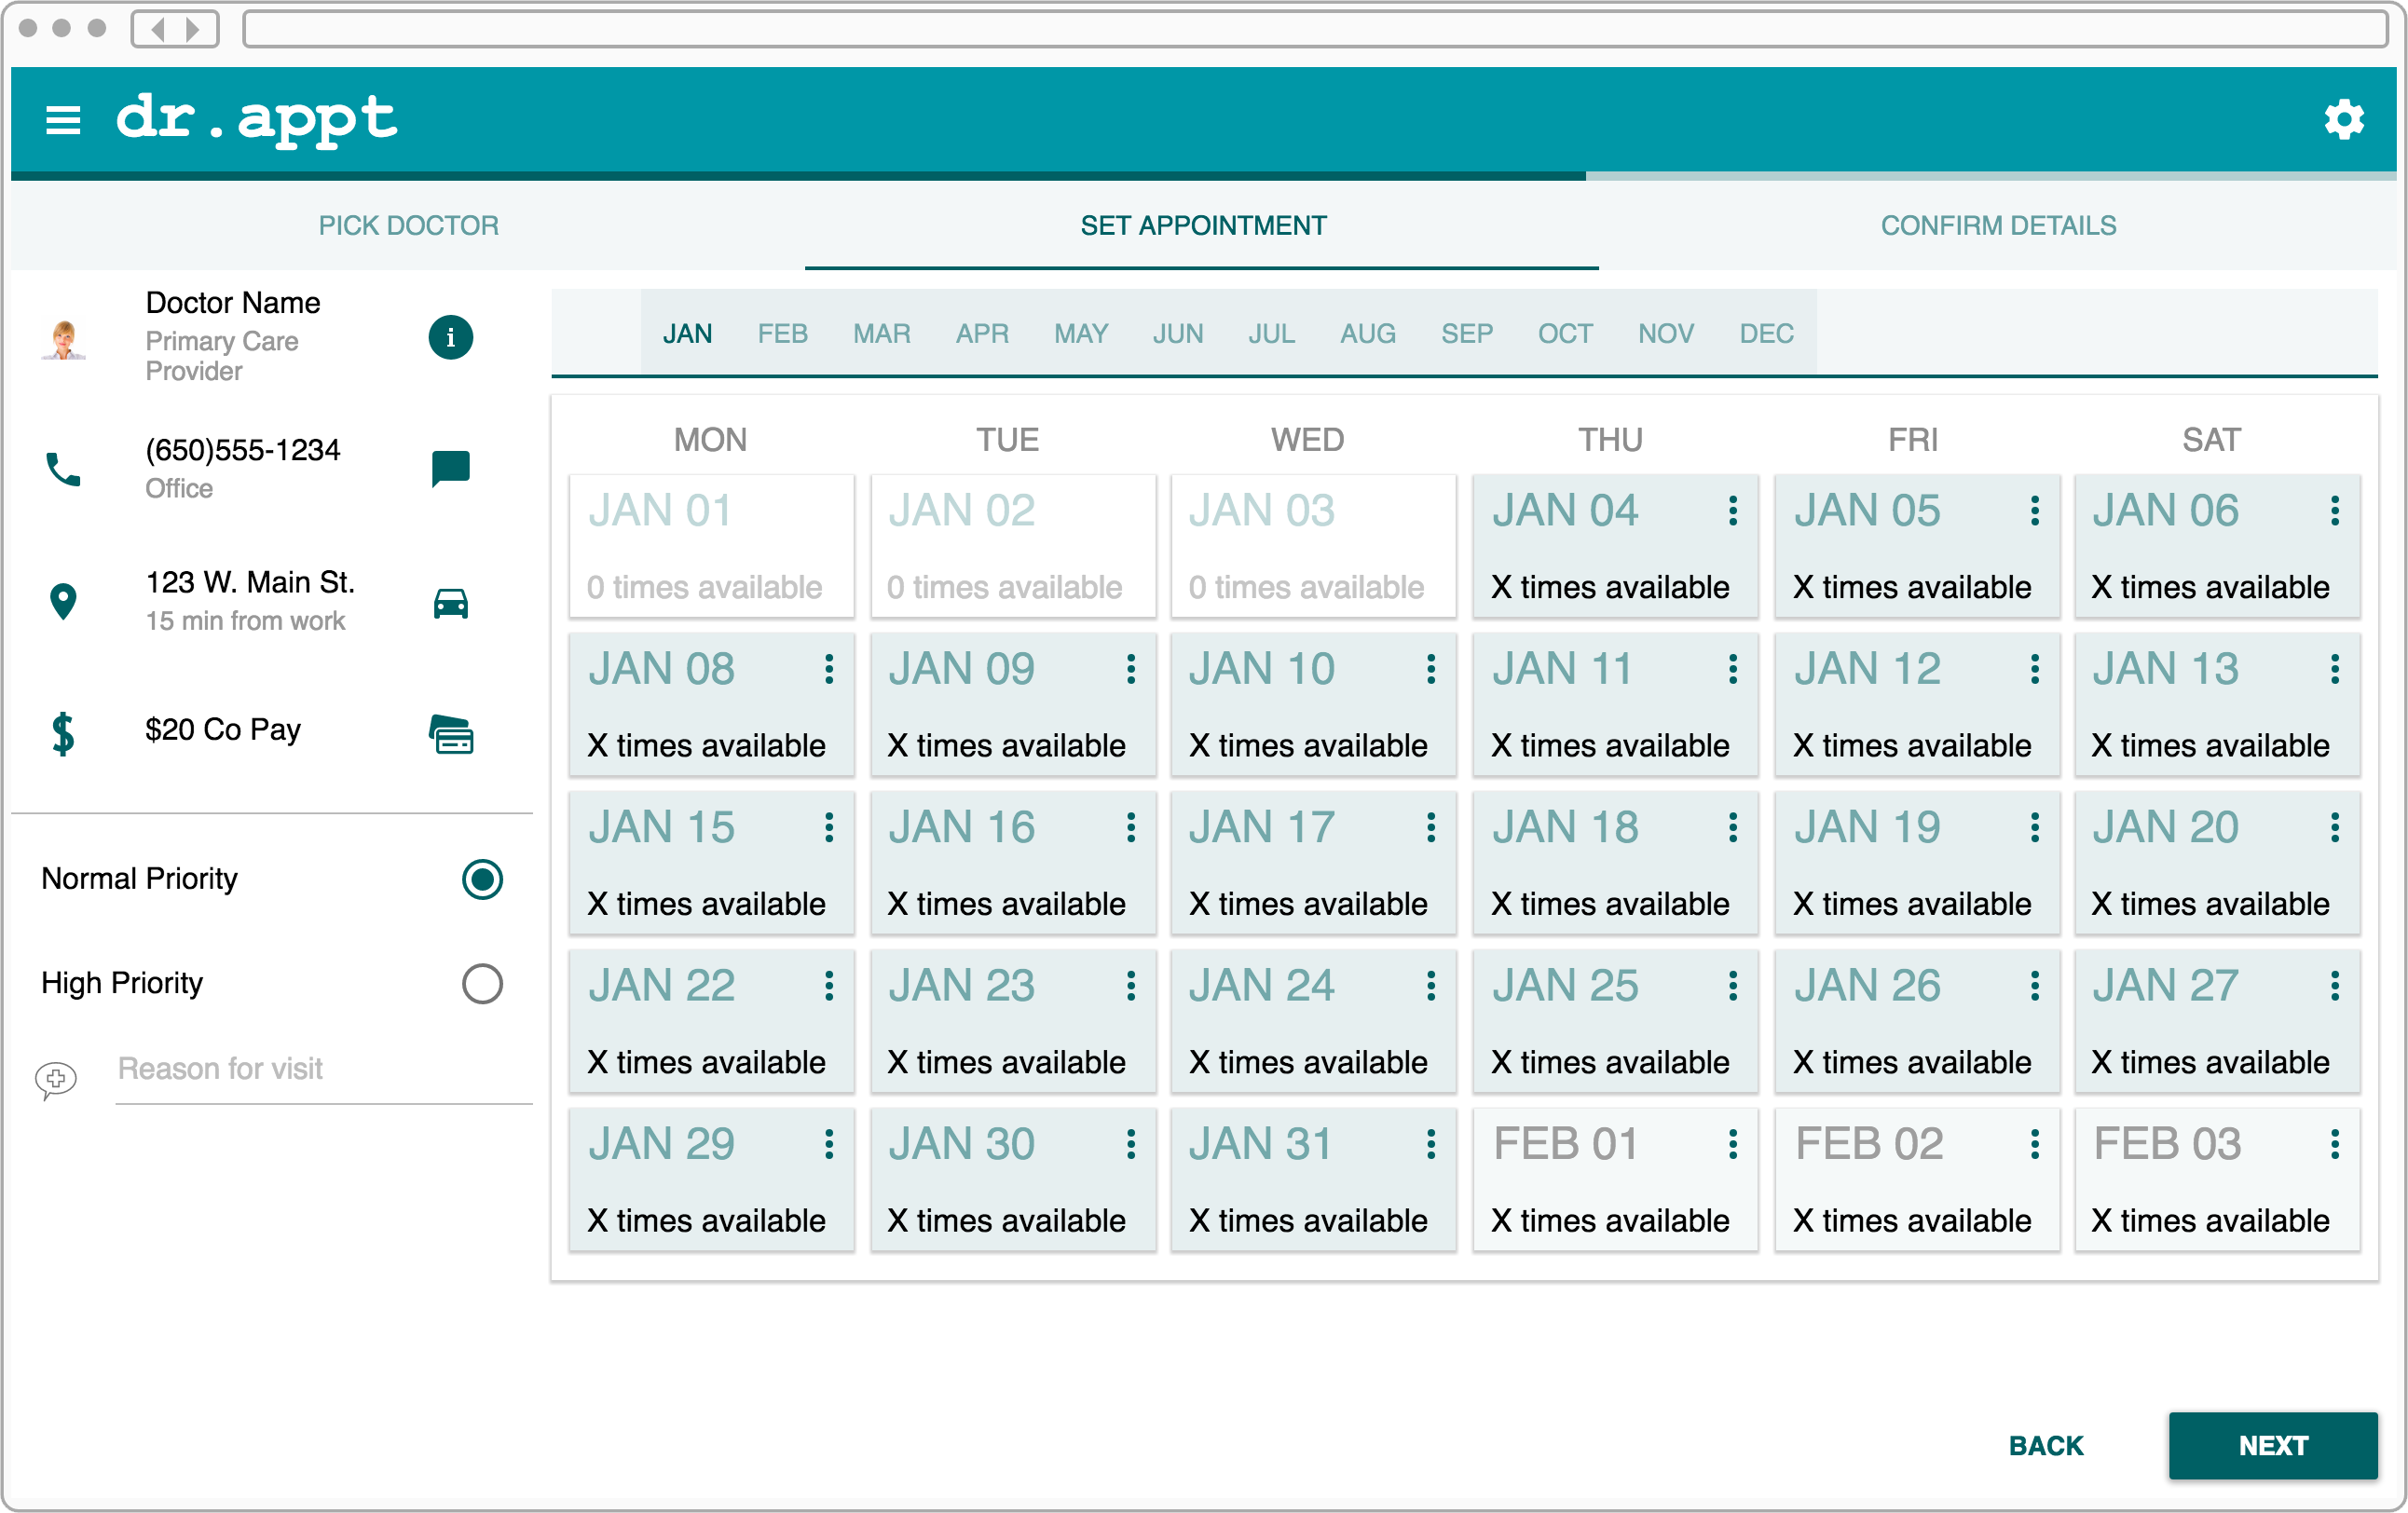 dr.appt
PICK DOCTOR SET APPOINTMENT CONFIRM DETAILS
Doctor Name
Primary Care
Provider
i
(650)555-1234
Office
123 W. Main St.
15 min from work
$ $20 Co Pay
Normal Priority
High Priority
Reason for visit
JAN FEB MAR APR MAY JUN JUL AUG SEP OCT NOV DEC
MON TUE WED THU FRI SAT
JAN 01 JAN 02 JAN 03 JAN 04 JAN 05 JAN 06
0 times available 0 times available 0 times available X times available X times available X times available
JAN 08 JAN 09 JAN 10 JAN 11 JAN 12 JAN 13
X times available X times available X times available X times available X times available X times available
JAN 15 JAN 16 JAN 17 JAN 18 JAN 19 JAN 20
X times available X times available X times available X times available X times available X times available
JAN 22 JAN 23 JAN 24 JAN 25 JAN 26 JAN 27
X times available X times available X times available X times available X times available X times available
JAN 29 JAN 30 JAN 31 FEB 01 FEB 02 FEB 03
X times available X times available X times available X times available X times available X times available
BACK NEXT